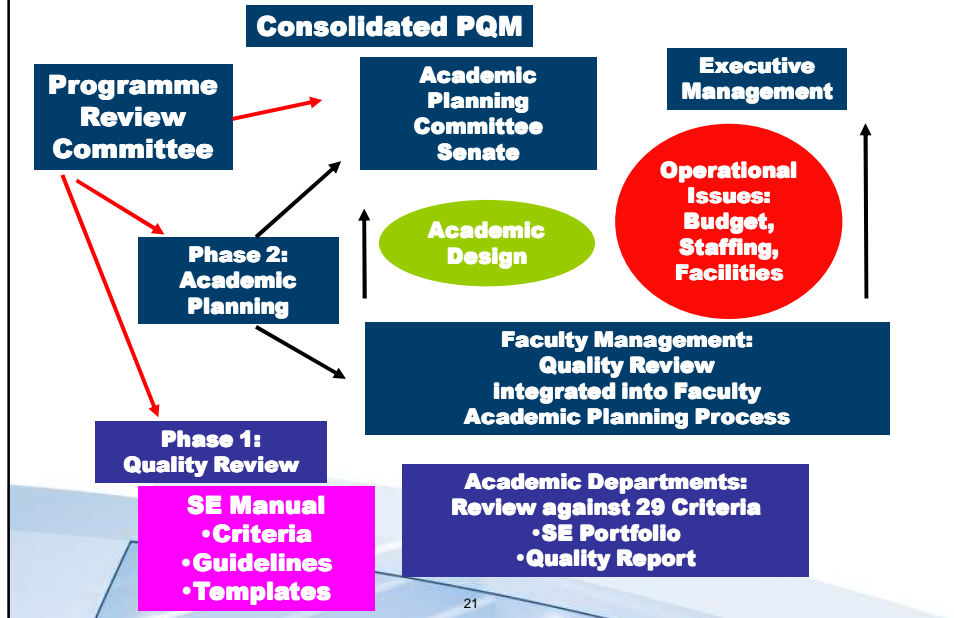 Consolidated PQM
Programme
Review
Committee
Academic
Planning
Committee
Senate
Executive
Management
Operational
Issues:
Budget,
Staffing,
Facilities
Academic
Design
Phase 2:
Academic
Planning
Faculty Management:
Quality Review
integrated into Faculty
Academic Planning Process
Phase 1:
Quality Review
SE Manual
•Criteria
•Guidelines
•Templates
Academic Departments:
Review against 29 Criteria
•SE Portfolio
•Quality Report
21